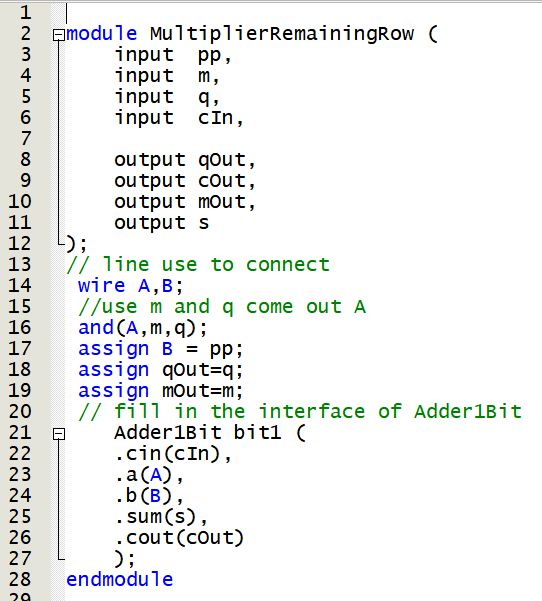 1
2 module MultiplierRemainingRow (
3 input pp,
4 input m,
5 input q,
6 input cIn,
7
8 output qOut,
9 output cOut,
10 output mOut,
11 output s
12 );
13 // line use to connect
14 wire A,B;
15 //use m and q come out A
16 and(A,m,q);
17 assign B = pp;
18 assign qOut=q;
19 assign mOut=m;
20 // fill in the interface of Adder1Bit
21 Adder1Bit bit1 (
22 .cin(cIn),
23 .a(A),
24 .b(B),
25 .sum(s),
26 .cout(cOut)
27 );
28 endmodule
29